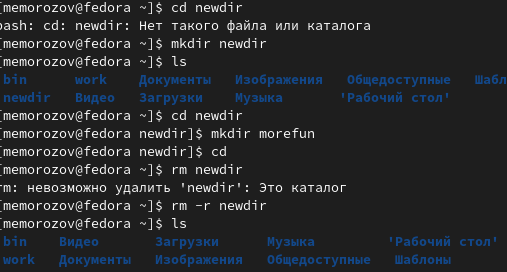 [memorozov@fedora ~]$ cd newdir
bash: cd: newdir: Нет такого файла или каталога
[memorozov@fedora ~]$ mkdir newdir
[memorozov@fedora ~]$ ls
bin work Документы Изображения Общедоступные Шабл
newdir Видео Загрузки Музыка 'Рабочий стол'
[memorozov@fedora ~]$ cd newdir
[memorozov@fedora newdir]$ mkdir morefun
[memorozov@fedora newdir]$ cd
[memorozov@fedora ~]$ rm newdir
rm: невозможно удалить 'newdir': Это каталог
[memorozov@fedora ~]$ rm -r newdir
[memorozov@fedora ~]$ ls
bin Видео Загрузки Музыка 'Рабочий стол'
work Документы Изображения Общедоступные Шаблоны